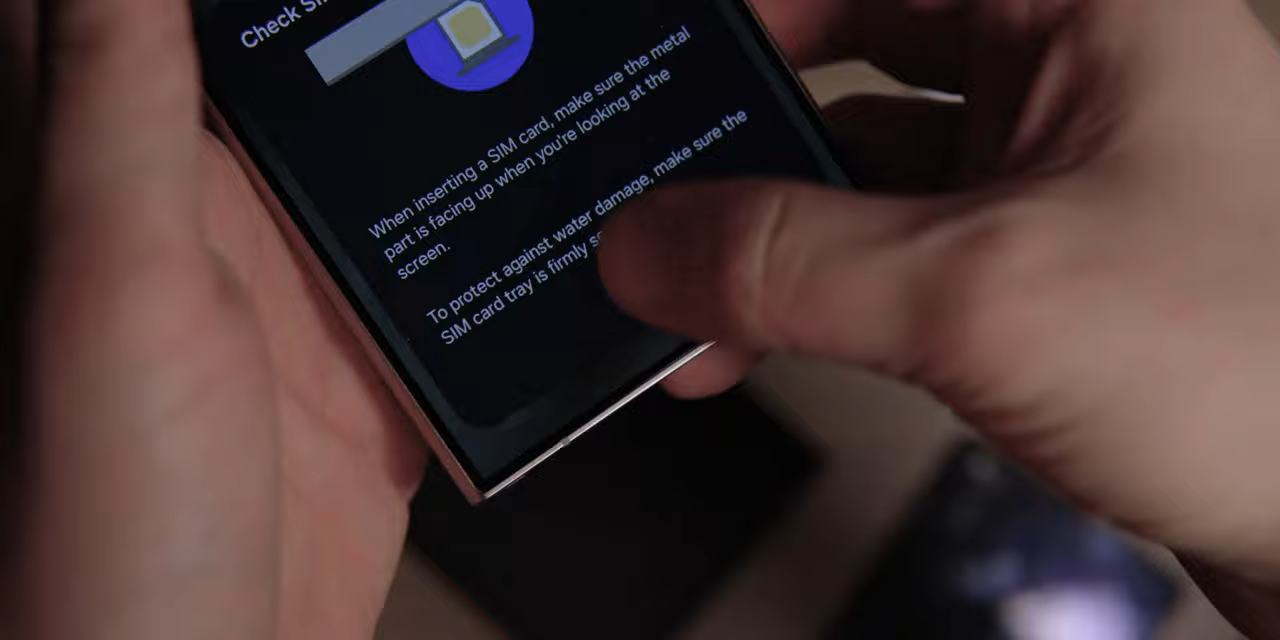 Check
When inserting a SIM card, make sure the metal
part is facing up when you're looking at the
screen.
To protect against water damage, make sure the
SIM card tray is firmly